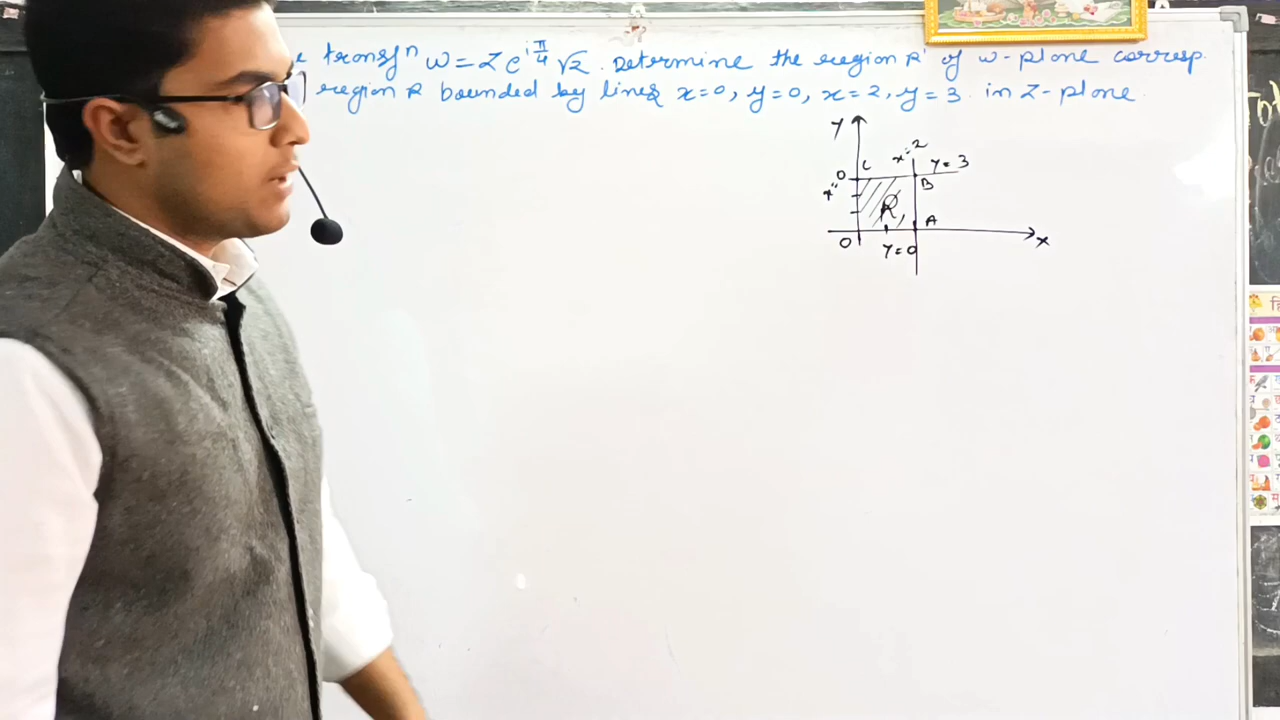 transfⁿ w = z e^{iπ/4} √2. Determine the region R' of w-plane corresp.
region R bounded by lines x=0, y=0, x=2, y=3. in z-plane.
Y
x=2
C
y=3
x=0
B
R
A
O
y=0
x